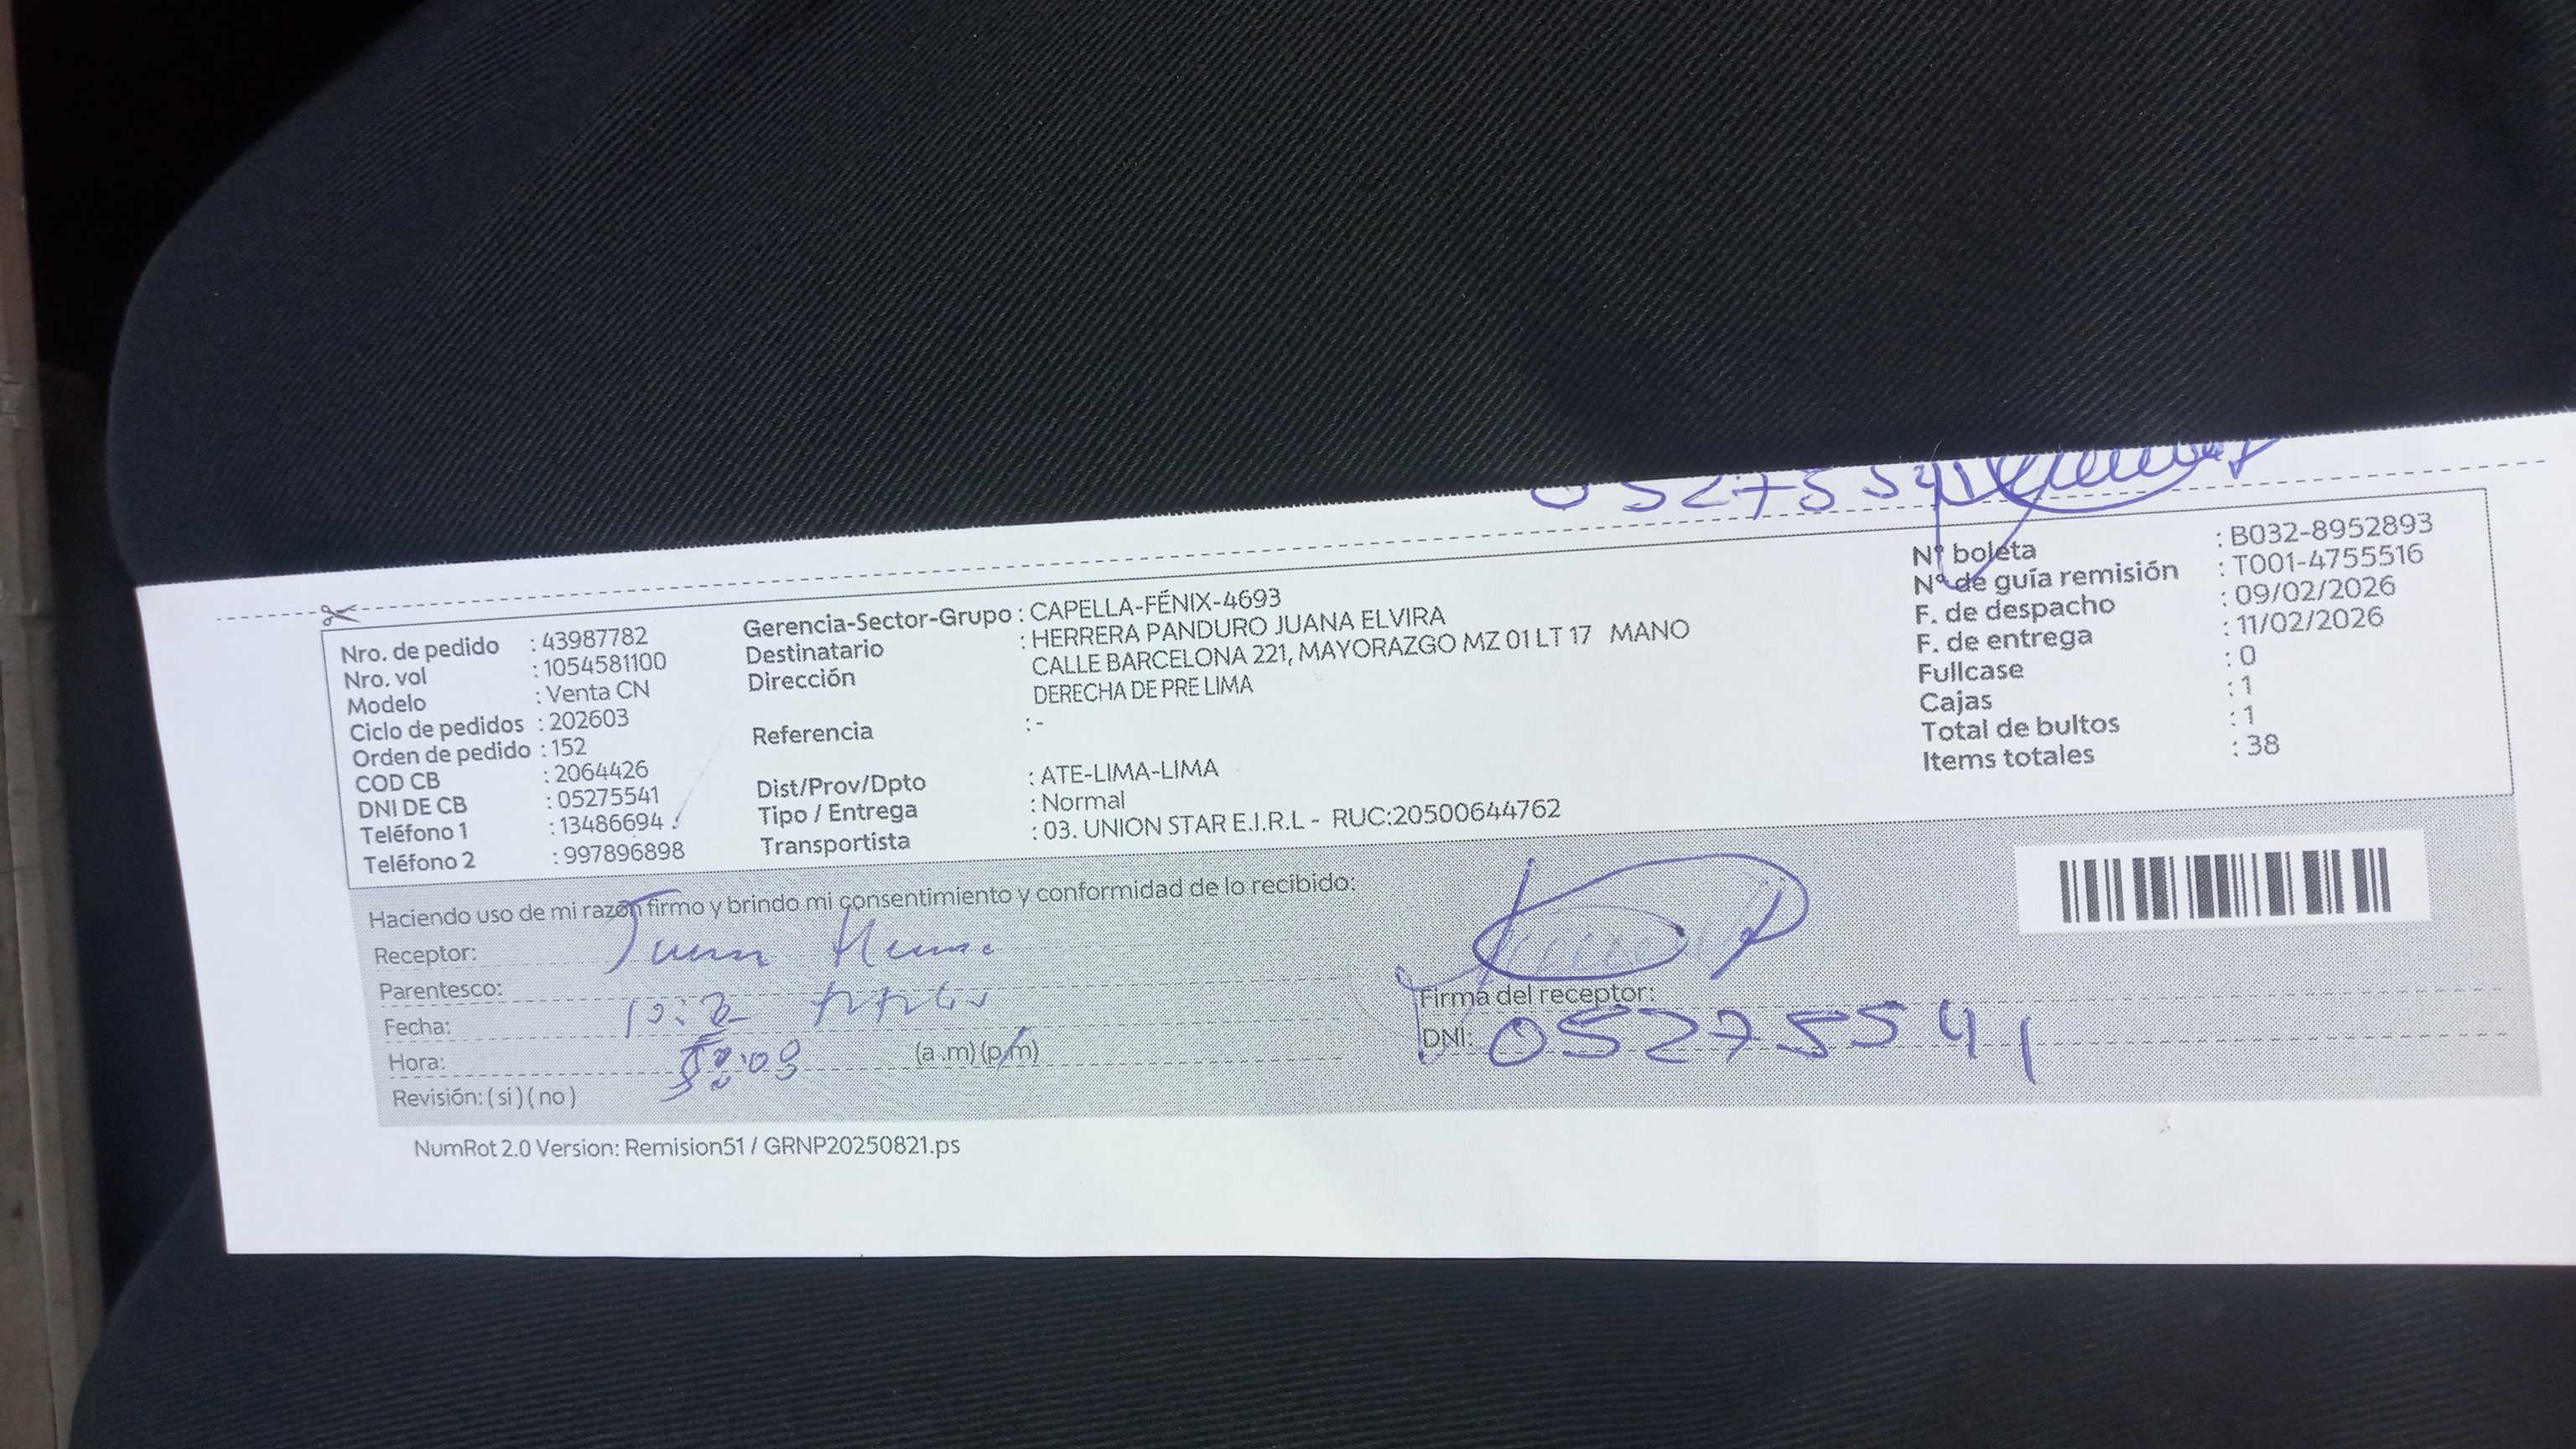 05275541
Nro. de pedido : 43987782
Nro. vol : 1054581100
Modelo : Venta CN
Ciclo de pedidos : 202603
Orden de pedido : 152
COD CB : 2064426
DNI DE CB : 05275541
Teléfono 1 : 13486694
Teléfono 2 : 997896898
Gerencia-Sector-Grupo : CAPELLA-FÉNIX-4693
Destinatario : HERRERA PANDURO JUANA ELVIRA
Dirección CALLE BARCELONA 221, MAYORAZGO MZ 01 LT 17 MANO
DERECHA DE PRE LIMA
Referencia : -
Dist/Prov/Dpto : ATE-LIMA-LIMA
Tipo / Entrega : Normal
Transportista : 03. UNION STAR E.I.R.L - RUC:20500644762
N° boleta : B032-8952893
N° de guía remisión : T001-4755516
F. de despacho : 09/02/2026
F. de entrega : 11/02/2026
Fullcase : 0
Cajas : 1
Total de bultos : 1
Items totales : 38
Haciendo uso de mi razón firmo y brindo mi consentimiento y conformidad de lo recibido:
Receptor:
Parentesco:
Fecha:
Hora: (a.m)(p/m)
Revisión: ( si ) ( no )
Firma del receptor:
DNI: 05275541
NumRot 2.0 Version: Remision51 / GRNP20250821.ps